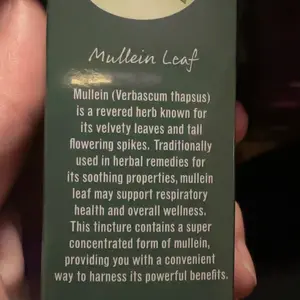 Mullein Leaf
Mullein (Verbascum thapsus)
is a revered herb known for
its velvety leaves and tall
flowering spikes. Traditionally
used in herbal remedies for
its soothing properties, mullein
leaf may support respiratory
health and overall wellness.
This tincture contains a super
concentrated form of mullein,
providing you with a convenient
way to harness its powerful benefits.